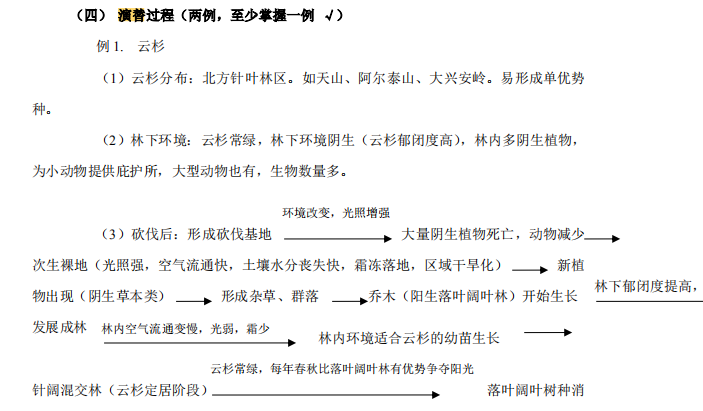 （四） 演替过程（两例，至少掌握一例 √）
例 1. 云杉
（1）云杉分布：北方针叶林区。如天山、阿尔泰山、大兴安岭。易形成单优势
种。
（2）林下环境：云杉常绿，林下环境阴生（云杉郁闭度高），林内多阴生植物，
为小动物提供庇护所，大型动物也有，生物数量多。
环境改变，光照增强
（3）砍伐后：形成砍伐基地 大量阴生植物死亡，动物减少
次生裸地（光照强，空气流通快，土壤水分丧失快，霜冻落地，区域干旱化） 新植
物出现（阴生草本类） 形成杂草、群落 乔木（阳生落叶阔叶林）开始生长 林下郁闭度提高，
发展成林 林内空气流通变慢，光弱，霜少 林内环境适合云杉的幼苗生长
云杉常绿，每年春秋比落叶阔叶林有优势争夺阳光
针阔混交林（云杉定居阶段） 落叶阔叶树种消